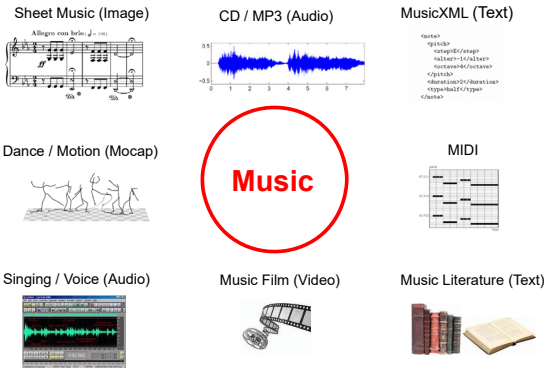 Sheet Music (Image)
CD / MP3 (Audio)
MusicXML (Text)
Allegro con brio
ff
0.5
0
−0.5
0 1 2 3 4 5 6 7
<note>
<pitch>
<step>E</step>
<alter>-1</alter>
<octave>4</octave>
</pitch>
<duration>2</duration>
<type>half</type>
</note>
Dance / Motion (Mocap)
Music
MIDI
Singing / Voice (Audio)
Music Film (Video)
Music Literature (Text)